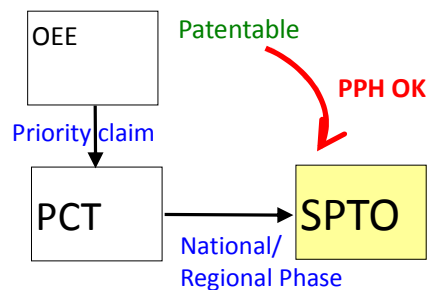 OEE
Patentable
PPH OK
Priority claim
PCT
SPTO
National/
Regional Phase